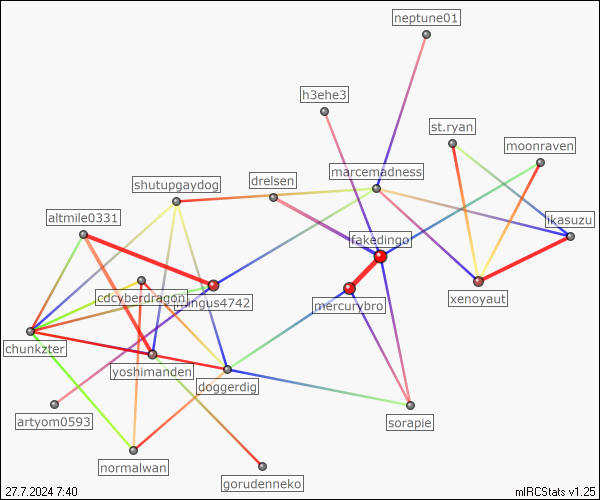 neptune01
h3ehe3
st.ryan
moonraven
marcemadness
drelsen
shutupgaydog
altmile0331
ikasuzu
fakedingo
cdcyberdragon
mingus4742
xenoyaut
mercurybro
chunkzter
yoshimanden
doggerdig
artyom0593
sorapie
normalwan
gorudenneko
27.7.2024 7:40
mIRCStats v1.25